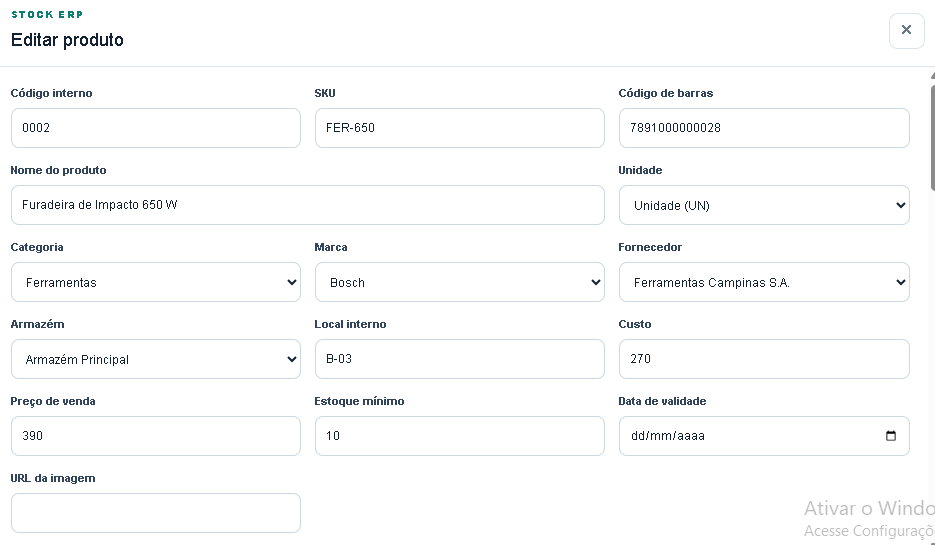 STOCK ERP
Editar produto
Código interno
SKU
Código de barras
0002
FER-650
7891000000028
Nome do produto
Unidade
Furadeira de Impacto 650 W
Unidade (UN)
Categoria
Marca
Fornecedor
Ferramentas
Bosch
Ferramentas Campinas S.A.
Armazém
Local interno
Custo
Armazém Principal
B-03
270
Preço de venda
Estoque mínimo
Data de validade
390
10
dd/mm/aaaa
URL da imagem
Ativar o Windo
Acesse Configuraçõ